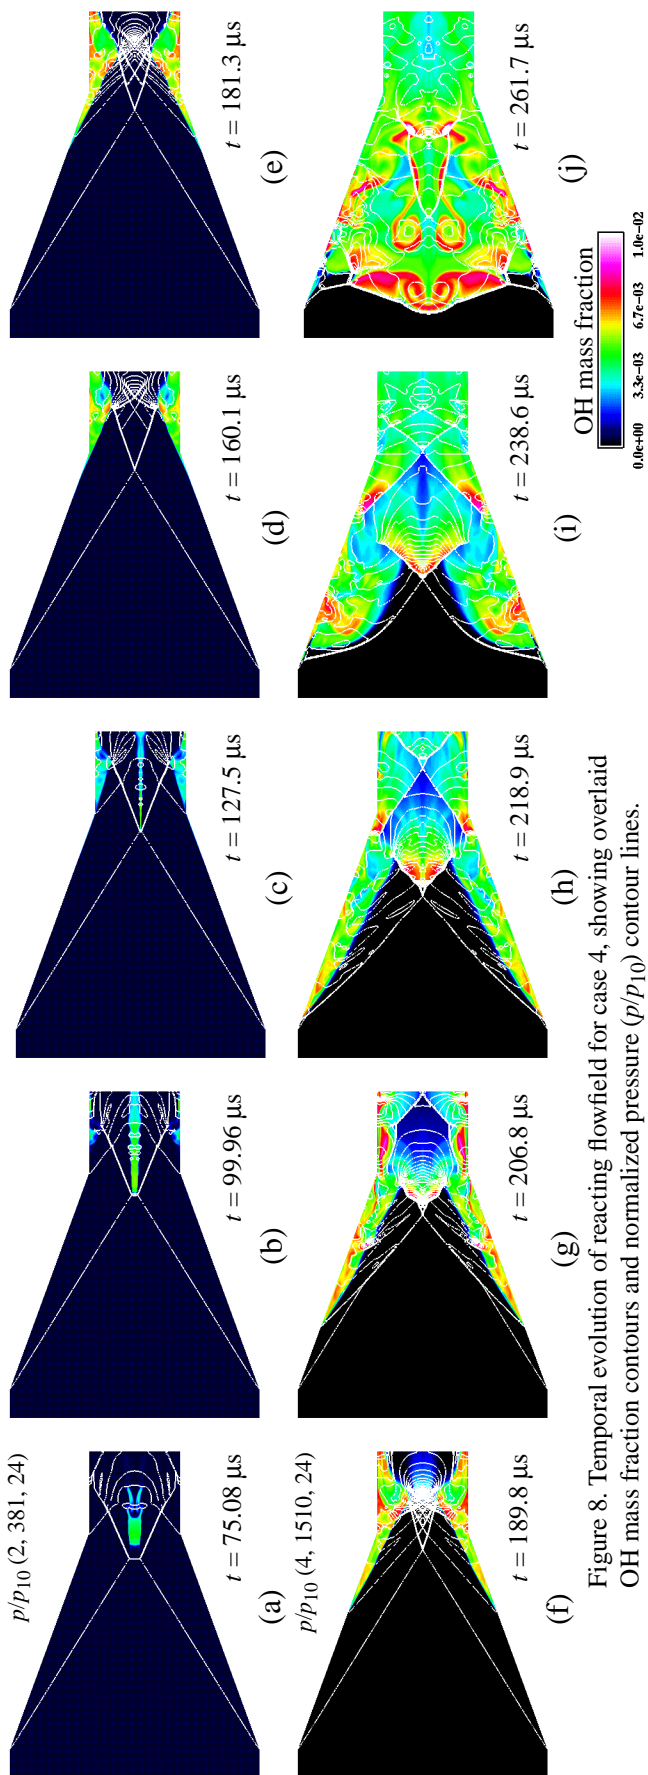 p/p10 (2, 381, 24)
t = 75.08 µs
t = 99.96 µs
t = 127.5 µs
t = 160.1 µs
t = 181.3 µs
(a)
(b)
(c)
(d)
(e)
p/p10 (4, 1510, 24)
t = 189.8 µs
t = 206.8 µs
t = 218.9 µs
t = 238.6 µs
t = 261.7 µs
(f)
(g)
(h)
(i)
(j)
OH mass fraction
0.0e+00 3.3e-03 6.7e-03 1.0e-02
Figure 8. Temporal evolution of reacting flowfield for case 4, showing overlaid
OH mass fraction contours and normalized pressure (p/p10) contour lines.